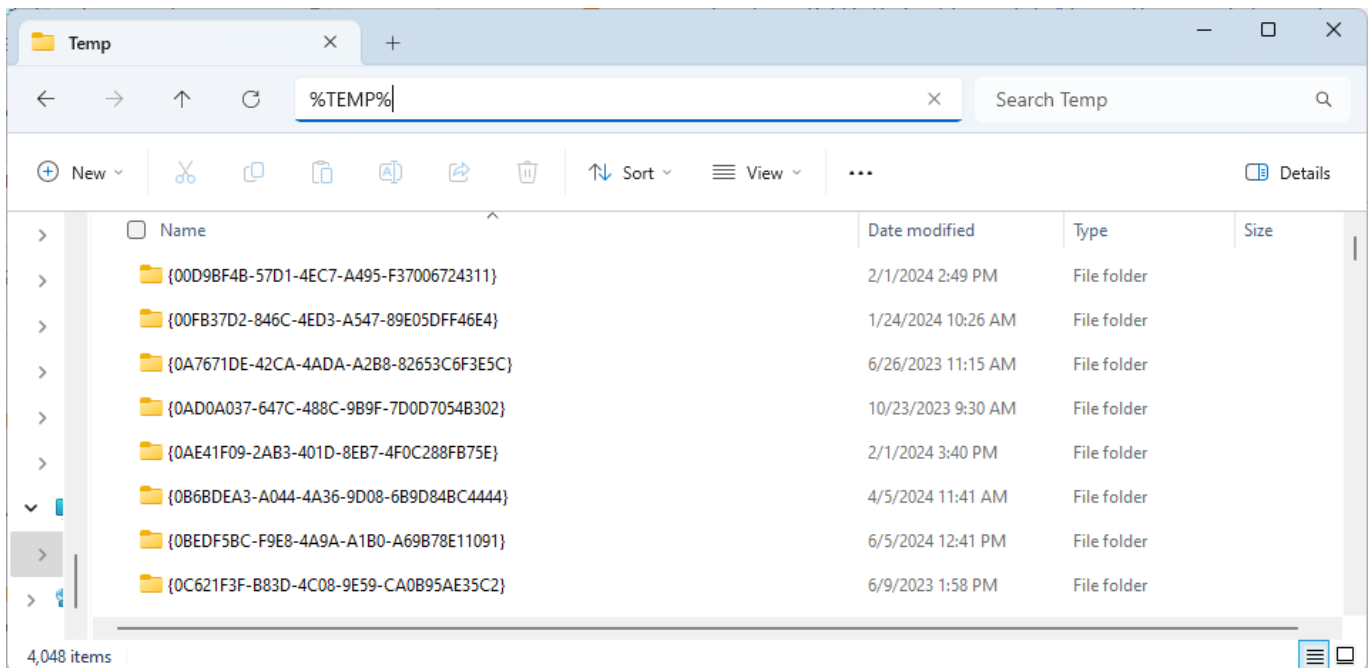 Temp
%TEMP%
Search Temp
New
Sort
View
Details
Name Date modified Type Size
{00D9BF4B-57D1-4EC7-A495-F37006724311} 2/1/2024 2:49 PM File folder
{00FB37D2-846C-4ED3-A547-89E05DFF46E4} 1/24/2024 10:26 AM File folder
{0A7671DE-42CA-4ADA-A2B8-82653C6F3E5C} 6/26/2023 11:15 AM File folder
{0AD0A037-647C-488C-9B9F-7D0D7054B302} 10/23/2023 9:30 AM File folder
{0AE41F09-2AB3-401D-8EB7-4F0C288FB75E} 2/1/2024 3:40 PM File folder
{0B6BDEA3-A044-4A36-9D08-6B9D84BC4444} 4/5/2024 11:41 AM File folder
{0BEDF5BC-F9E8-4A9A-A1B0-A69B78E11091} 6/5/2024 12:41 PM File folder
{0C621F3F-B83D-4C08-9E59-CA0B95AE35C2} 6/9/2023 1:58 PM File folder
4,048 items